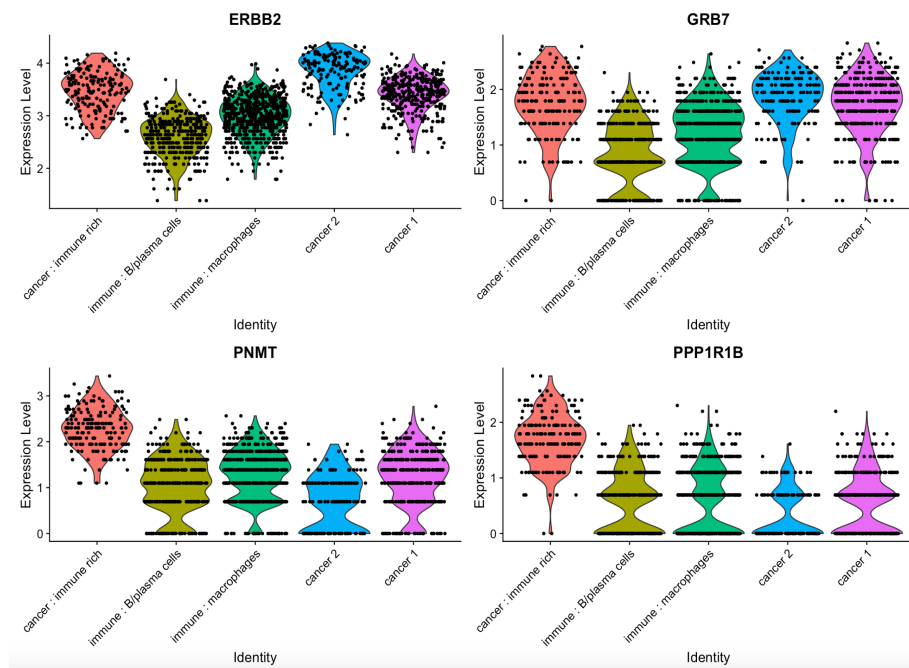 ERBB2
Expression Level
4
3
2
cancer : immune rich
immune : B/plasma cells
immune : macrophages
cancer 2
cancer 1
Identity
GRB7
Expression Level
2
1
0
cancer : immune rich
immune : B/plasma cells
immune : macrophages
cancer 2
cancer 1
Identity
PNMT
Expression Level
3
2
1
0
cancer : immune rich
immune : B/plasma cells
immune : macrophages
cancer 2
cancer 1
Identity
PPP1R1B
Expression Level
2
1
0
cancer : immune rich
immune : B/plasma cells
immune : macrophages
cancer 2
cancer 1
Identity